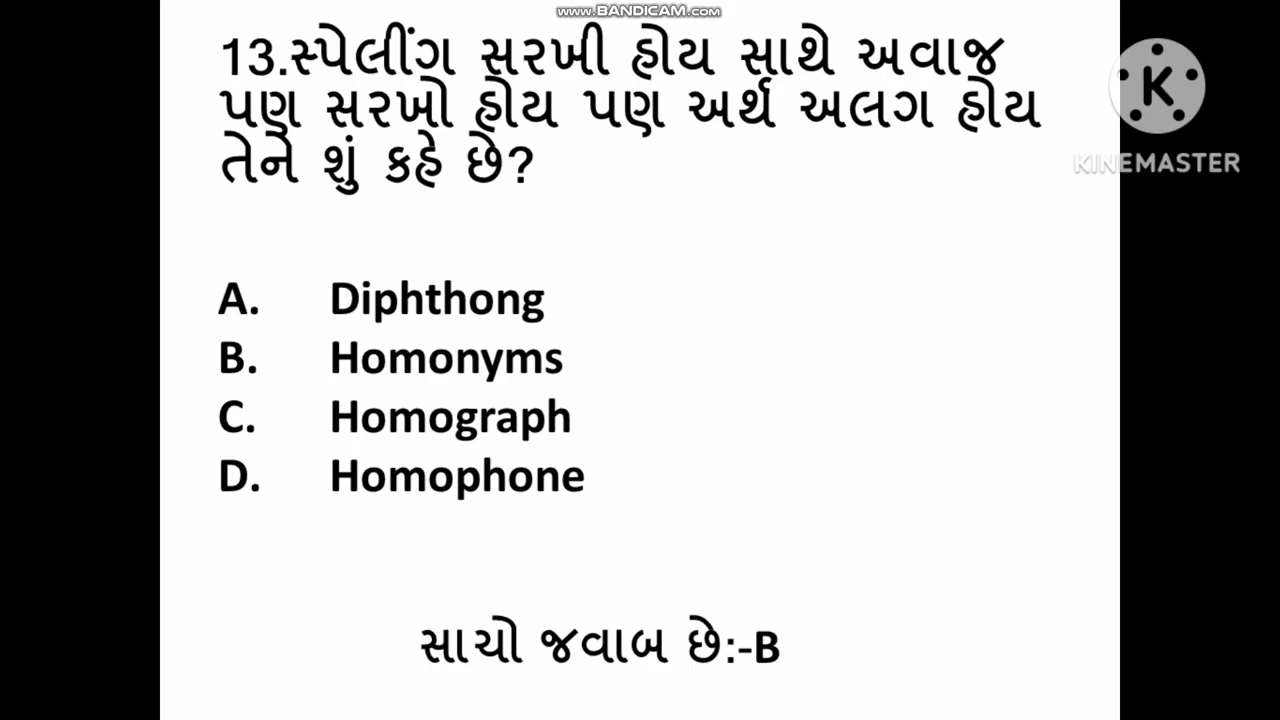 www.BANDICAM.com
13.સ્પેલીંગ સરખી હોય સાથે અવાજ
પણ સરખો હોય પણ અર્થ અલગ હોય
તેને શું કહે છે?
K
KINEMASTER
A. Diphthong
B. Homonyms
C. Homograph
D. Homophone
સાચો જવાબ છે:-B